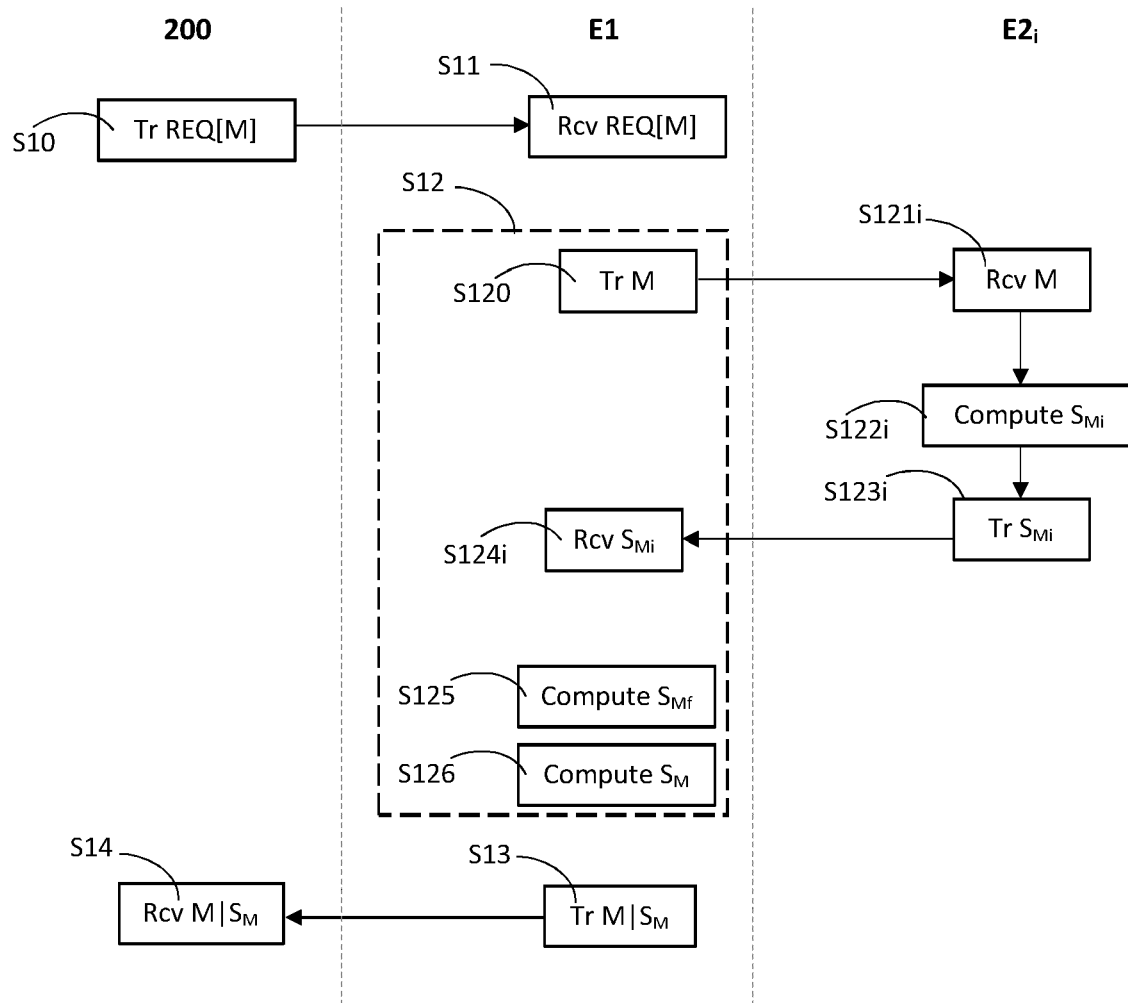 200 E1 E2i
S11
S10 Tr REQ[M] Rcv REQ[M]
S12
S121i
S120 Tr M Rcv M
S122i Compute SMi
S123i
S124i Rcv SMi Tr SMi
S125 Compute SMf
S126 Compute SM
S14 S13
Rcv M|SM Tr M|SM